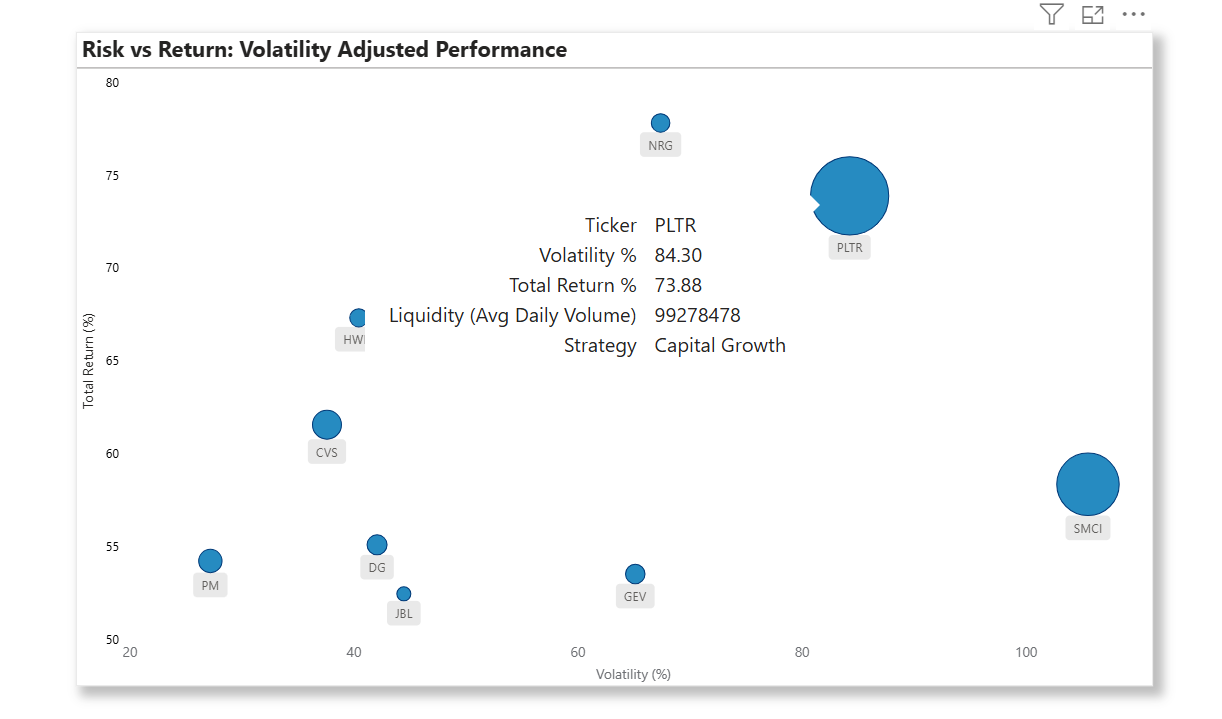 Risk vs Return: Volatility Adjusted Performance
80
NRG
75
Ticker PLTR
Volatility % 84.30
PLTR
70
Total Return % 73.88
Liquidity (Avg Daily Volume) 99278478
HW
Strategy Capital Growth
Total Return (%)
65
CVS
60
SMCI
55
DG
PM
GEV
JBL
50
20 40 60 80 100
Volatility (%)